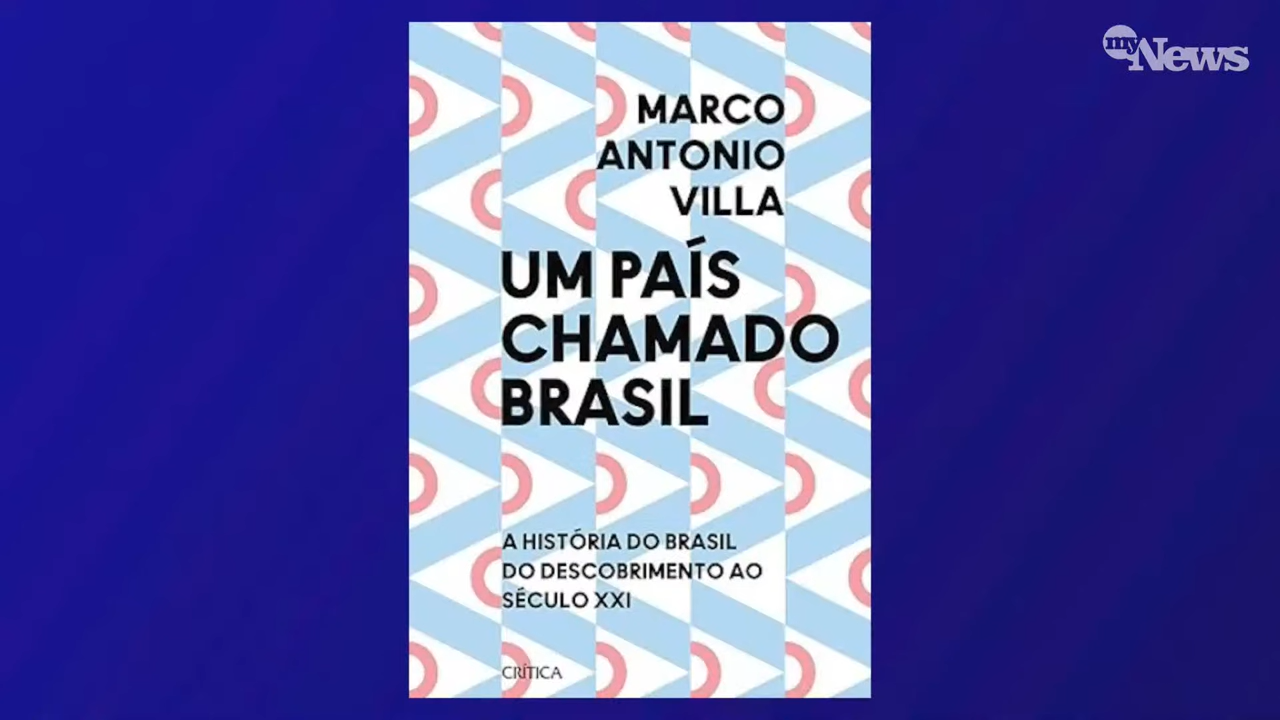 myNews
MARCO
ANTONIO
VILLA
UM PAÍS
CHAMADO
BRASIL
A HISTÓRIA DO BRASIL
DO DESCOBRIMENTO AO
SÉCULO XXI
CRÍTICA